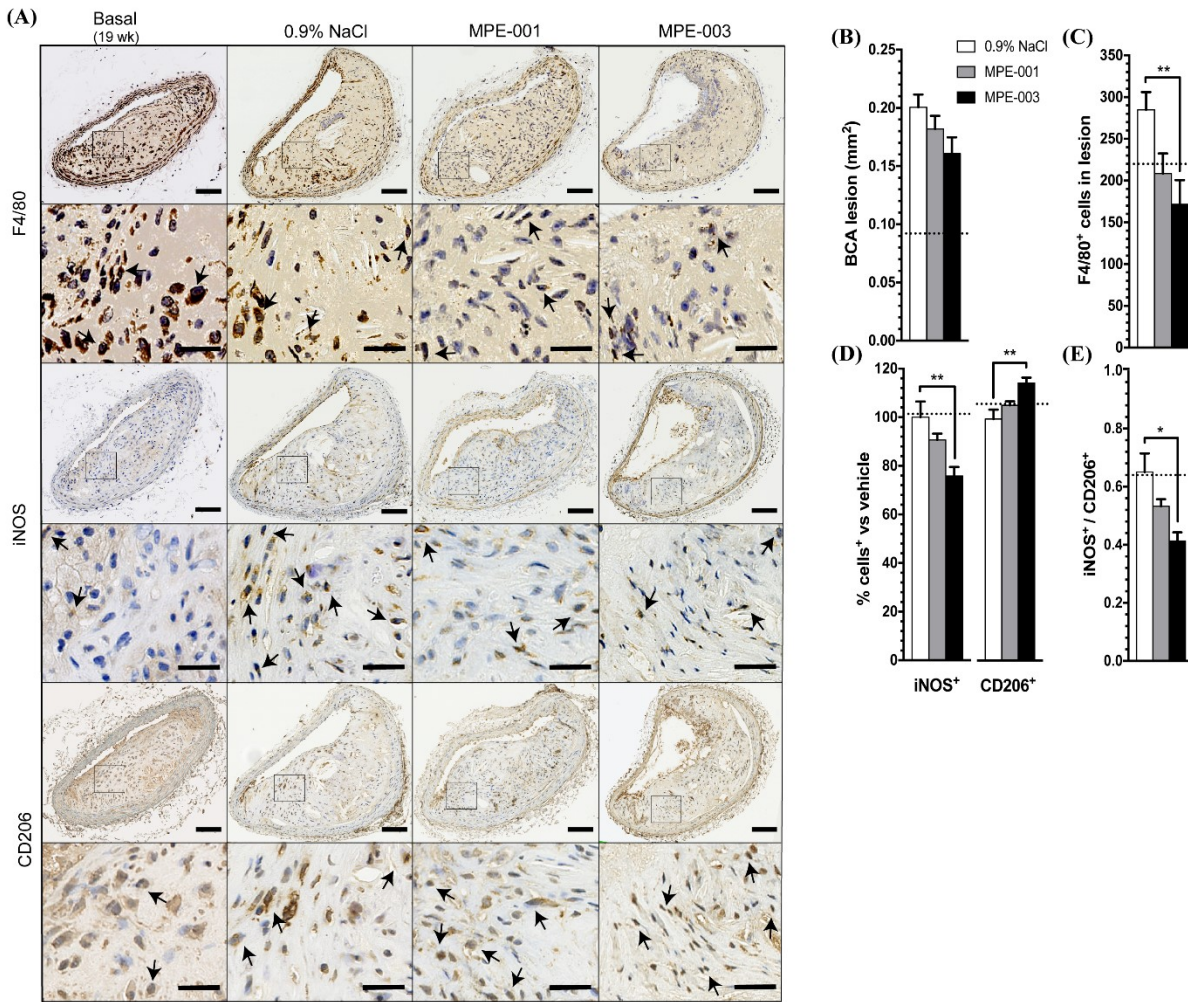 (A)
Basal
(19 wk)
0.9% NaCl
MPE-001
MPE-003
F4/80
iNOS
CD206
(B)
0.25
0.20
0.15
0.10
0.05
0.00
BCA lesion (mm²)
0.9% NaCl
MPE-001
MPE-003
(C)
**
350
300
250
200
150
100
50
0
F4/80⁺ cells in lesion
(D)
**
**
120
100
80
60
40
20
0
% cells⁺ vs vehicle
iNOS⁺
CD206⁺
(E)
*
1.0
0.8
0.6
0.4
0.2
0.0
iNOS⁺ / CD206⁺